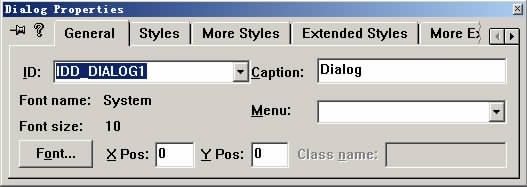 Dialog Properties
General Styles More Styles Extended Styles More Ex
ID: IDD_DIALOG1 Caption: Dialog
Font name: System
Menu:
Font size: 10
Font... X Pos: 0 Y Pos: 0 Class name: